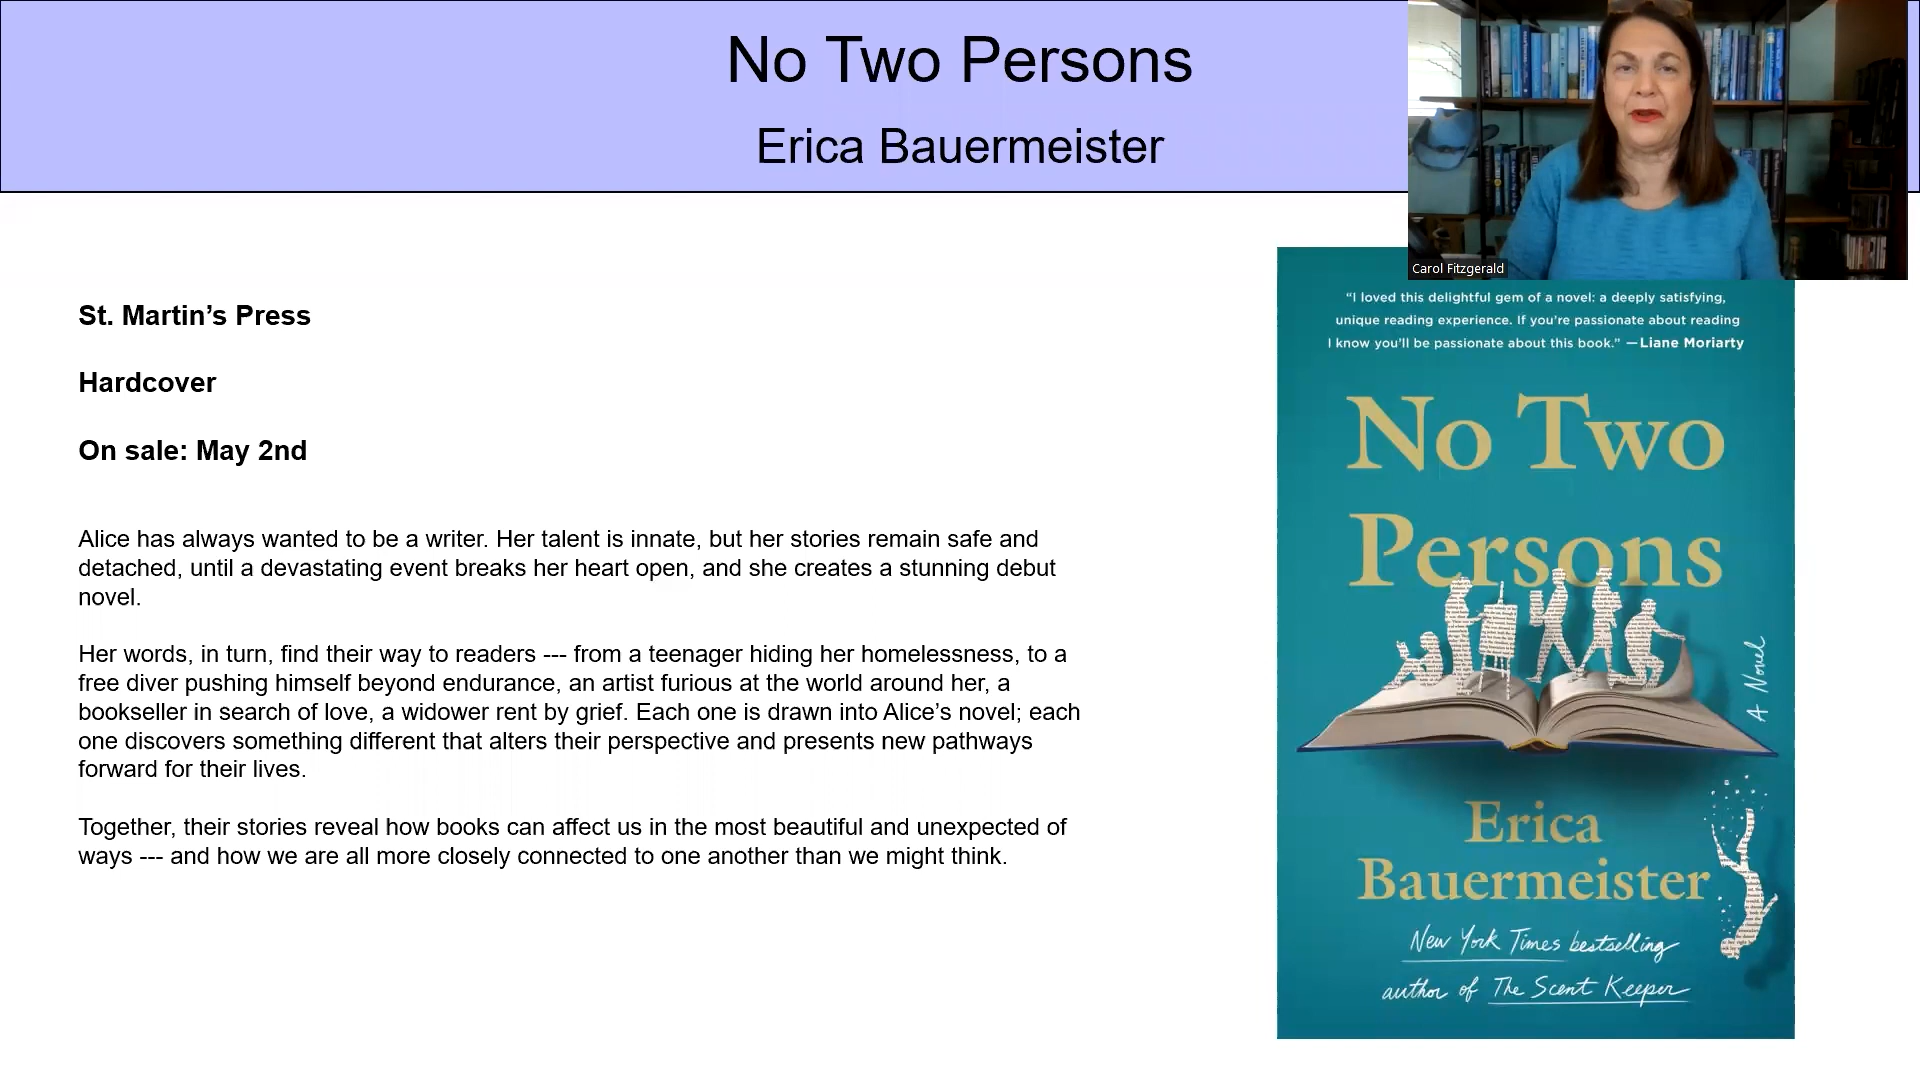 No Two Persons
Erica Bauermeister
Carol Fitzgerald
St. Martin’s Press
Hardcover
On sale: May 2nd
Alice has always wanted to be a writer. Her talent is innate, but her stories remain safe and
detached, until a devastating event breaks her heart open, and she creates a stunning debut
novel.
Her words, in turn, find their way to readers --- from a teenager hiding her homelessness, to a
free diver pushing himself beyond endurance, an artist furious at the world around her, a
bookseller in search of love, a widower rent by grief. Each one is drawn into Alice’s novel; each
one discovers something different that alters their perspective and presents new pathways
forward for their lives.
Together, their stories reveal how books can affect us in the most beautiful and unexpected of
ways --- and how we are all more closely connected to one another than we might think.
“I loved this delightful gem of a novel: a deeply satisfying,
unique reading experience. If you’re passionate about reading
I know you’ll be passionate about this book.” —Liane Moriarty
No Two
Persons
A Novel
Erica
Bauermeister
New York Times bestselling
author of The Scent Keeper